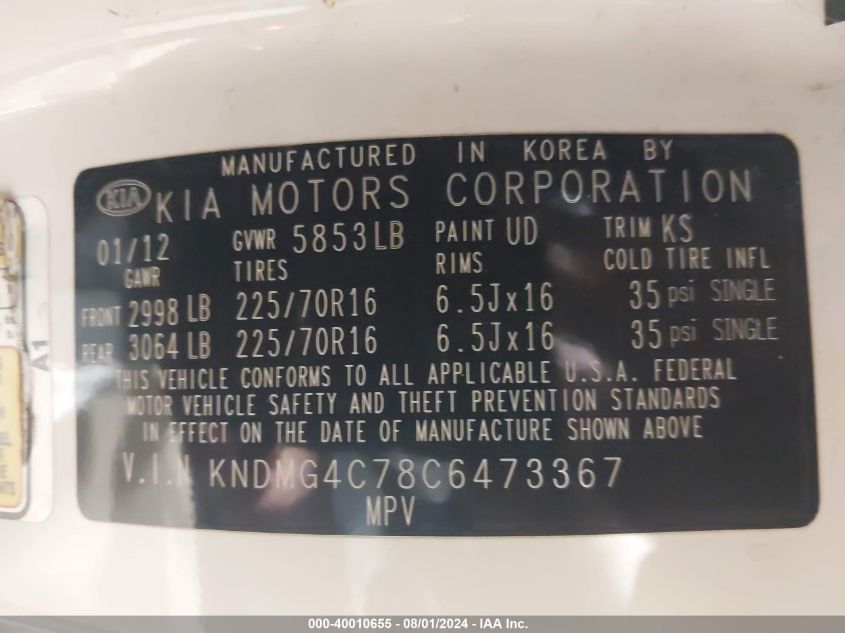 MANUFACTURED IN KOREA BY
KIA KIA MOTORS CORPORATION
01/12 GVWR 5853LB PAINT UD TRIM KS
GAWR TIRES RIMS COLD TIRE INFL
FRONT 2998 LB 225/70R16 6.5Jx16 35 psi SINGLE
REAR 3064 LB 225/70R16 6.5Jx16 35 psi SINGLE
THIS VEHICLE CONFORMS TO ALL APPLICABLE U.S.A. FEDERAL
MOTOR VEHICLE SAFETY AND THEFT PREVENTION STANDARDS
IN EFFECT ON THE DATE OF MANUFACTURE SHOWN ABOVE
V.I.N KNDMG4C78C6473367
MPV
A1
000-40010655 - 08/01/2024 - IAA Inc.